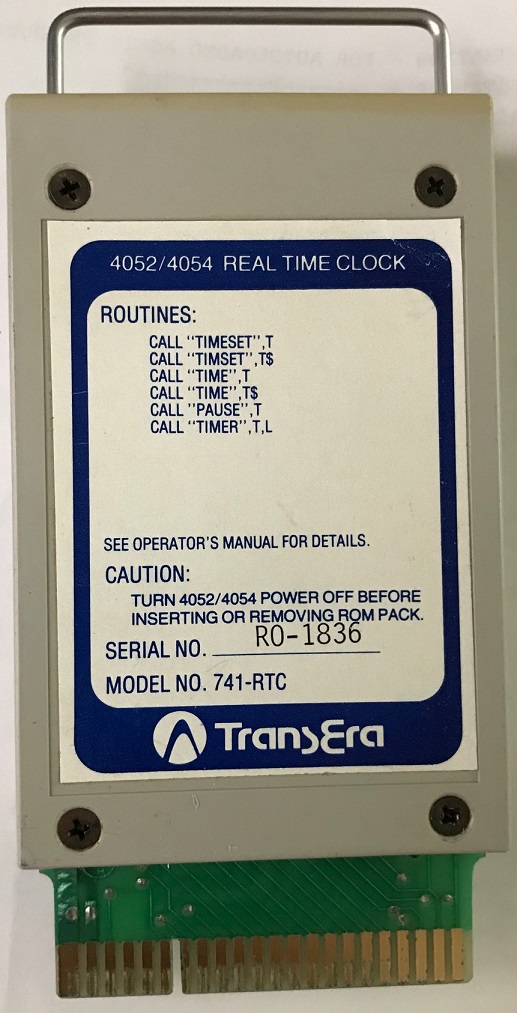 4052/4054 REAL TIME CLOCK
ROUTINES:
CALL "TIMESET",T
CALL "TIMSET",T$
CALL "TIME",T
CALL "TIME",T$
CALL "PAUSE",T
CALL "TIMER",T,L
SEE OPERATOR'S MANUAL FOR DETAILS.
CAUTION:
TURN 4052/4054 POWER OFF BEFORE
INSERTING OR REMOVING ROM PACK.
SERIAL NO. RO-1836
MODEL NO. 741-RTC
TransEra